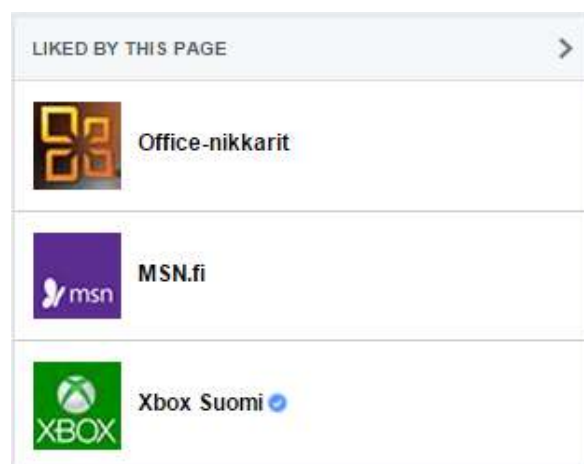 LIKED BY THIS PAGE
Office-nikkarit
msn
MSN.fi
XBOX
Xbox Suomi